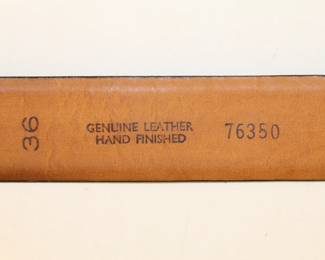 36
GENUINE LEATHER
HAND FINISHED
76350